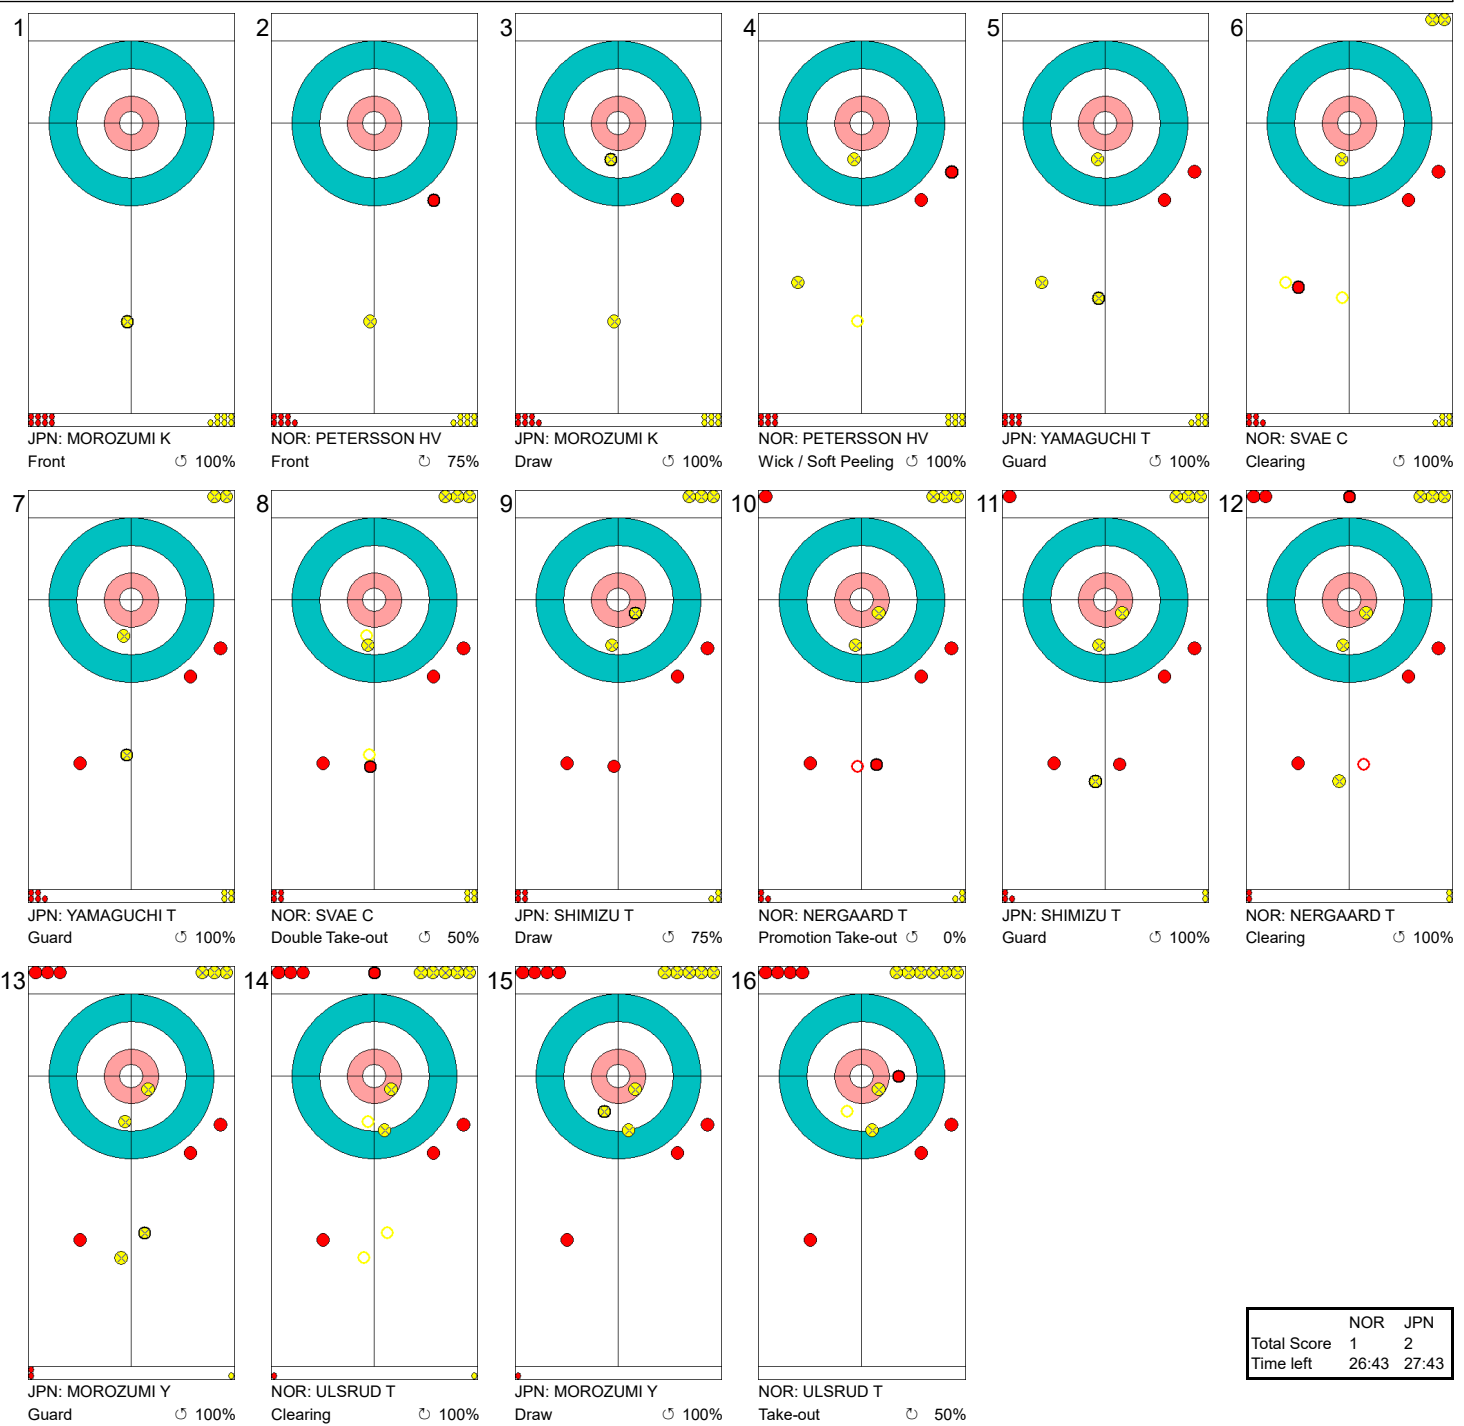 1 2 3 4 5 6
JPN: MOROZUMI K NOR: PETERSSON HV JPN: MOROZUMI K NOR: PETERSSON HV JPN: YAMAGUCHI T NOR: SVAE C
Front ↺ 100% Front ↻ 75% Draw ↺ 100% Wick / Soft Peeling ↺ 100% Guard ↺ 100% Clearing ↺ 100%
7 8 9 10 11 12
JPN: YAMAGUCHI T NOR: SVAE C JPN: SHIMIZU T NOR: NERGAARD T JPN: SHIMIZU T NOR: NERGAARD T
Guard ↺ 100% Double Take-out ↺ 50% Draw ↺ 75% Promotion Take-out ↺ 0% Guard ↺ 100% Clearing ↺ 100%
13 14 15 16
NOR JPN
Total Score 1 2
Time left 26:43 27:43
JPN: MOROZUMI Y NOR: ULSRUD T JPN: MOROZUMI Y NOR: ULSRUD T
Guard ↺ 100% Clearing ↻ 100% Draw ↺ 100% Take-out ↻ 50%